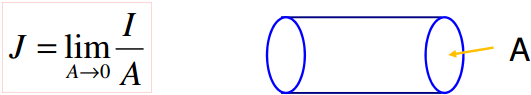 J = lim_{A→0} I/A
A